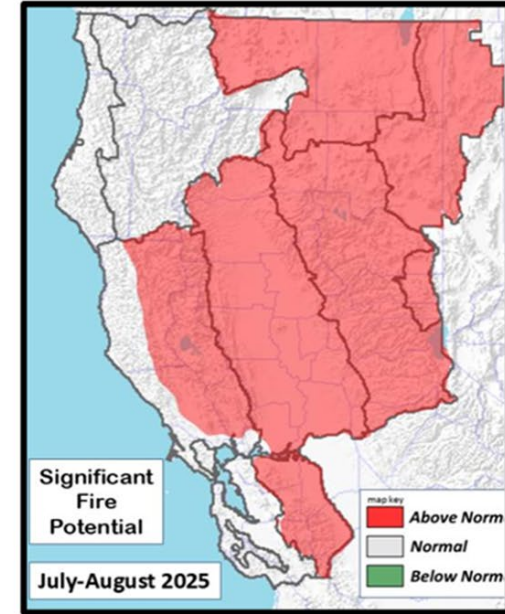 Significant
Fire
Potential
July-August 2025
map key
Above Norm
Normal
Below Norm